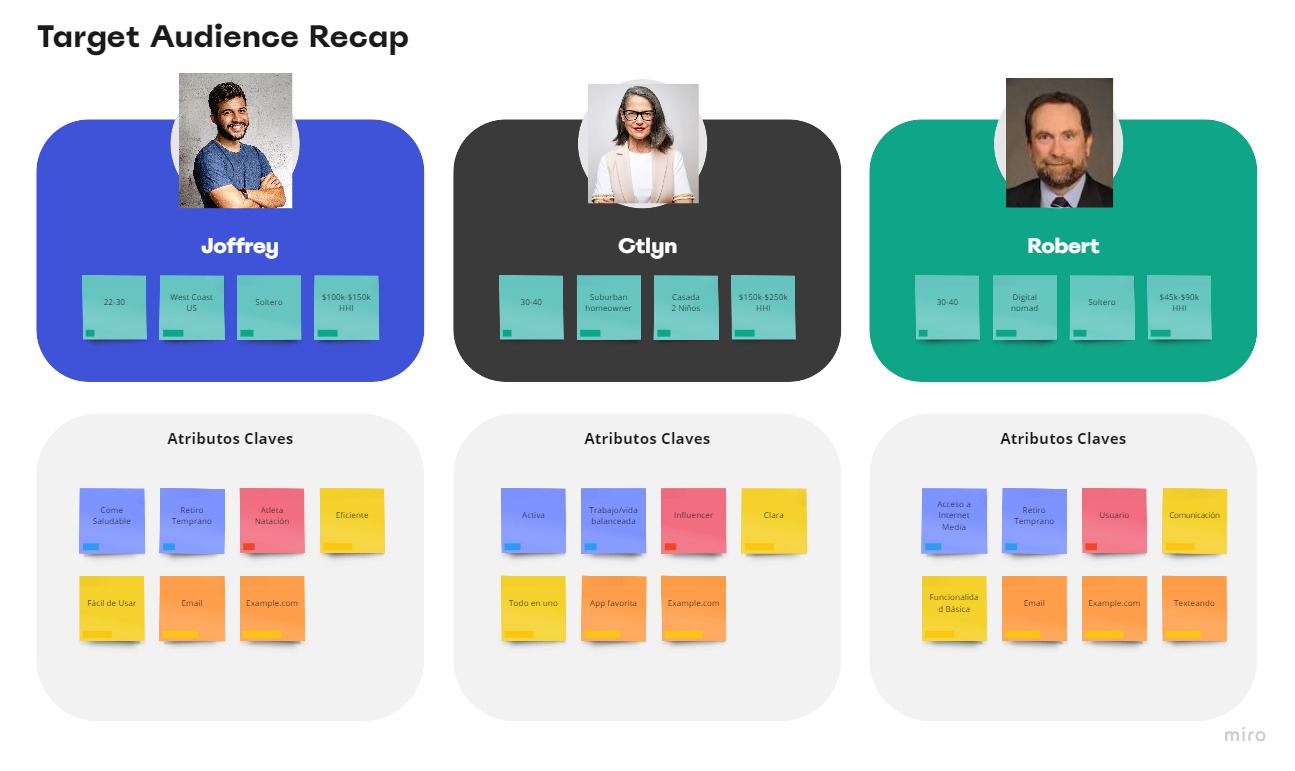 Target Audience Recap
Joffrey
22-30
West Coast
US
Soltero
$100k-$150k
HHI
Ctlyn
30-40
Suburban
homeowner
Casada
2 Niños
$150k-$250k
HHI
Robert
30-40
Digital
nomad
Soltero
$45k-$90k
HHI
Atributos Claves
Come
Saludable
Retiro
Temprano
Atleta
Natación
Eficiente
Fácil de Usar
Email
Example.com
Atributos Claves
Activa
Trabajo/vida
balanceada
Influencer
Clara
Todo en uno
App favorita
Example.com
Atributos Claves
Acceso a
Internet
Media
Retiro
Temprano
Usuario
Comunicación
Funcionalida
d Básica
Email
Example.com
Texteando
miro